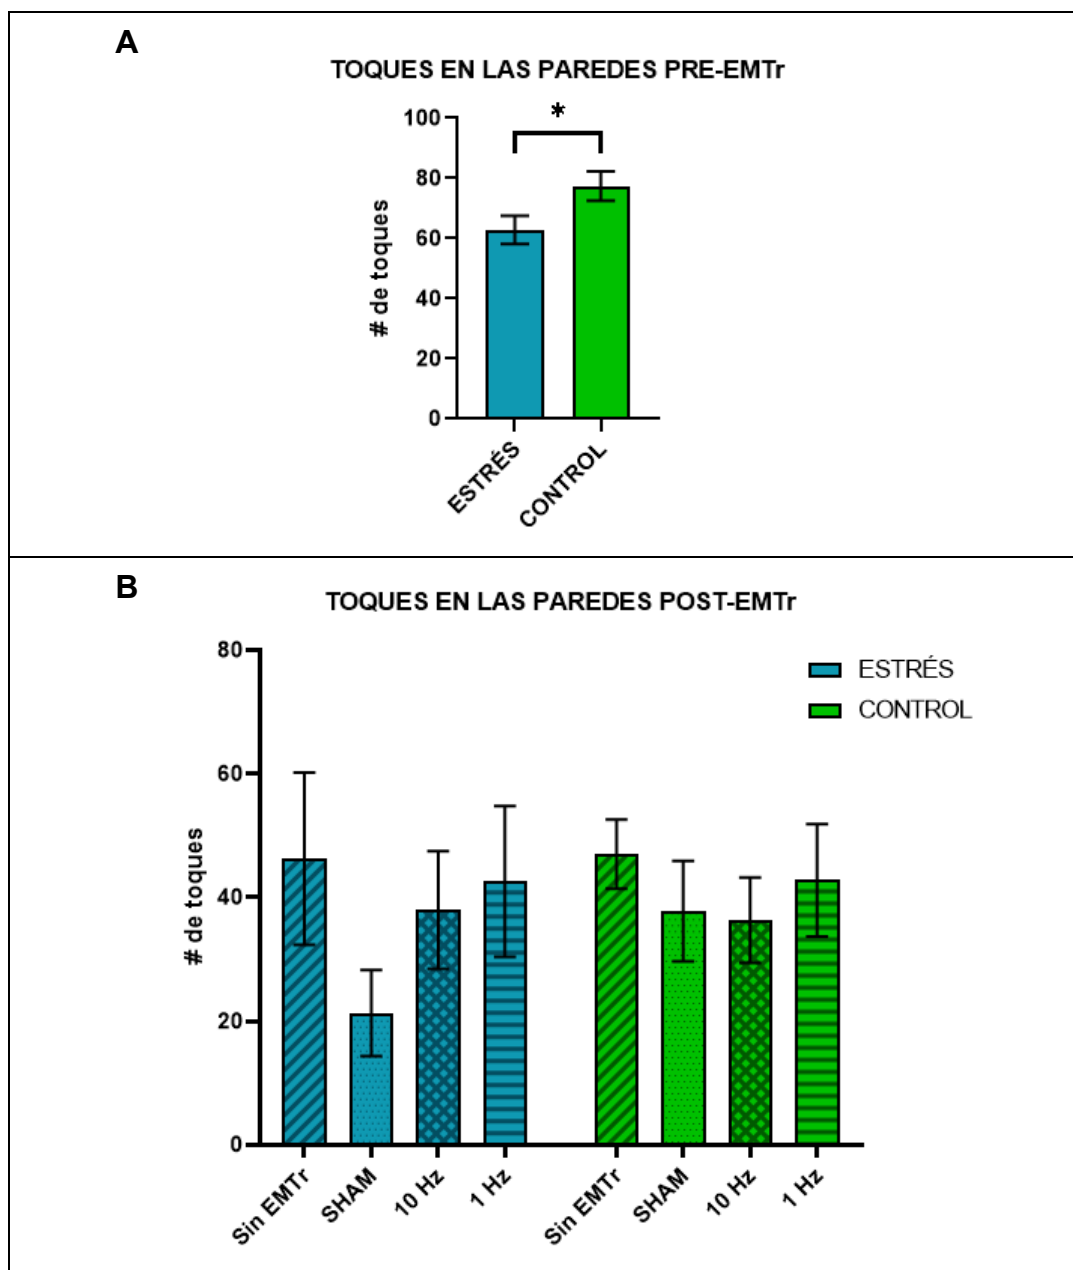 A
TOQUES EN LAS PAREDES PRE-EMTr
*
100
80
60
40
20
0
# de toques
ESTRÉS
CONTROL
B
TOQUES EN LAS PAREDES POST-EMTr
80
60
40
20
0
# de toques
ESTRÉS
CONTROL
Sin EMTr
SHAM
10 Hz
1 Hz
Sin EMTr
SHAM
10 Hz
1 Hz